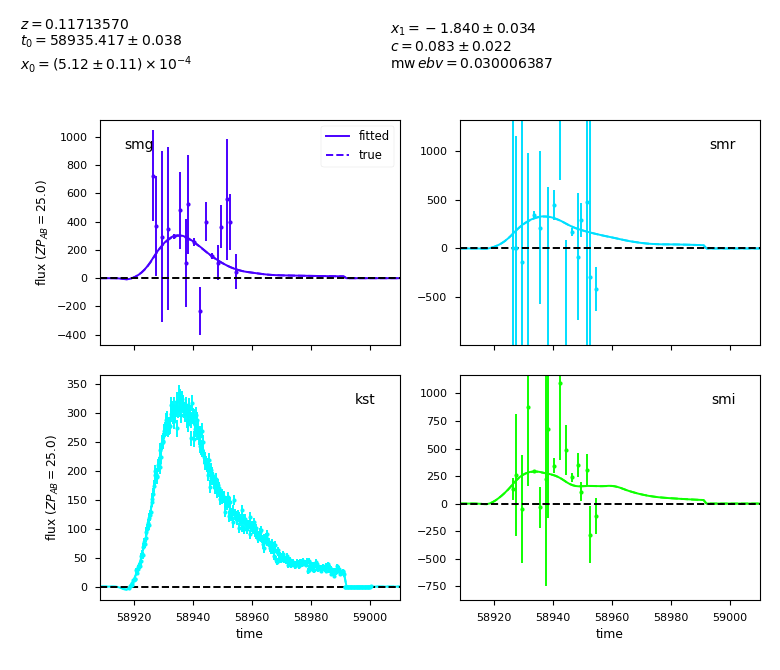 z = 0.11713570
t₀ = 58935.417 ± 0.038
x₀ = (5.12 ± 0.11) × 10⁻⁴
x₁ = −1.840 ± 0.034
c = 0.083 ± 0.022
mw ebv = 0.030006387
smg
fitted
true
1000
800
600
400
200
0
−200
−400
flux (ZP_AB = 25.0)
smr
1000
500
0
−500
kst
350
300
250
200
150
100
50
0
flux (ZP_AB = 25.0)
58920 58940 58960 58980 59000
time
smi
1000
750
500
250
0
−250
−500
−750
58920 58940 58960 58980 59000
time